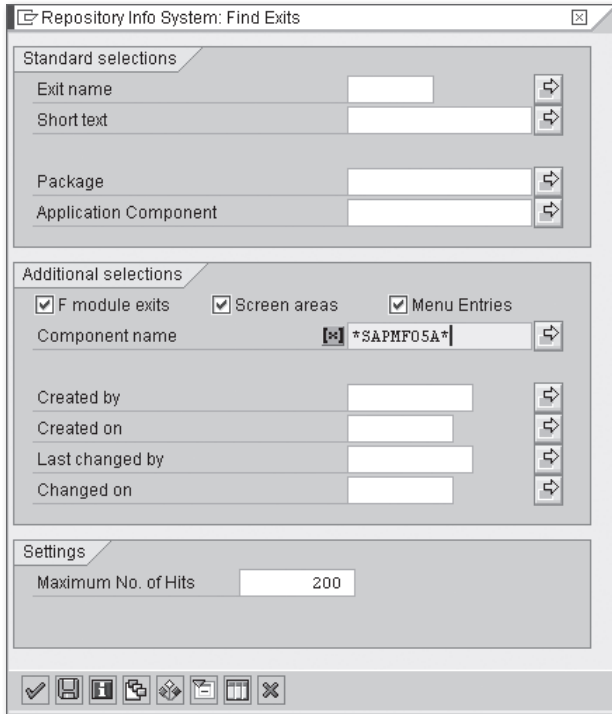 Repository Info System: Find Exits
Standard selections
Exit name
Short text
Package
Application Component
Additional selections
F module exits Screen areas Menu Entries
Component name *SAPMF05A*
Created by
Created on
Last changed by
Changed on
Settings
Maximum No. of Hits 200